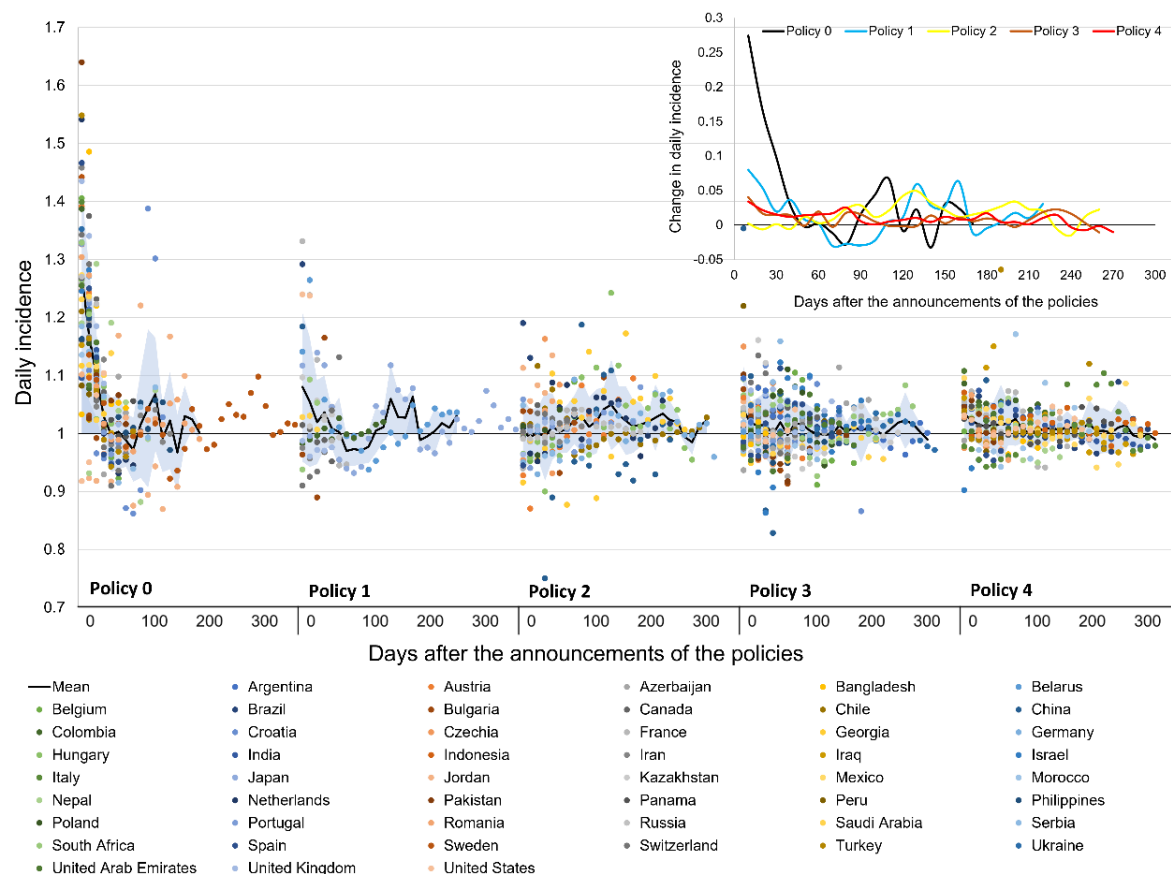 1.7
1.6
1.5
1.4
1.3
1.2
1.1
1
0.9
0.8
0.7
Daily incidence
0.3
0.25
0.2
0.15
0.1
0.05
0
-0.05
Change in daily incidence
Policy 0 Policy 1 Policy 2 Policy 3 Policy 4
0 30 60 90 120 150 180 210 240 270 300
Days after the announcements of the policies
Policy 0 Policy 1 Policy 2 Policy 3 Policy 4
0 100 200 300 0 100 200 300 0 100 200 300 0 100 200 300 0 100 200 300
Days after the announcements of the policies
Mean Argentina Austria Azerbaijan Bangladesh Belarus
Belgium Brazil Bulgaria Canada Chile China
Colombia Croatia Czechia France Georgia Germany
Hungary India Indonesia Iran Iraq Israel
Italy Japan Jordan Kazakhstan Mexico Morocco
Nepal Netherlands Pakistan Panama Peru Philippines
Poland Portugal Romania Russia Saudi Arabia Serbia
South Africa Spain Sweden Switzerland Turkey Ukraine
United Arab Emirates United Kingdom United States